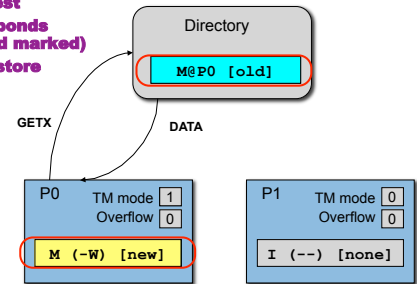 ponds
d marked)
store
Directory
M@P0 [old]
GETX
DATA
P0
TM mode 1
Overflow 0
M (-W) [new]
P1
TM mode 0
Overflow 0
I (--) [none]